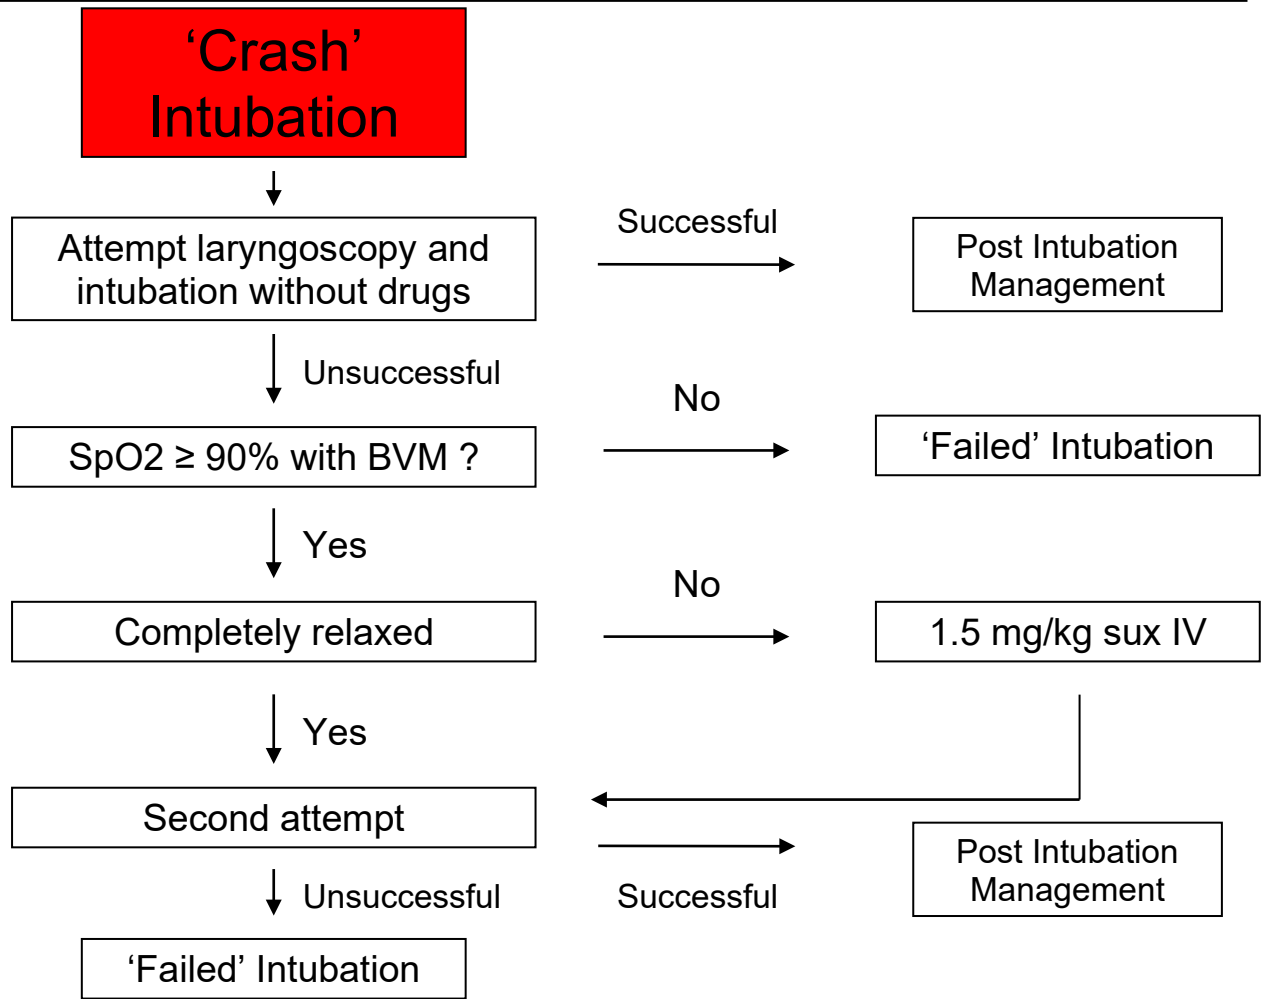 ‘Crash’
Intubation
Attempt laryngoscopy and
intubation without drugs
Successful
Post Intubation
Management
Unsuccessful
SpO2 ≥ 90% with BVM ?
No
‘Failed’ Intubation
Yes
Completely relaxed
No
1.5 mg/kg sux IV
Yes
Second attempt
Successful
Post Intubation
Management
Unsuccessful
‘Failed’ Intubation